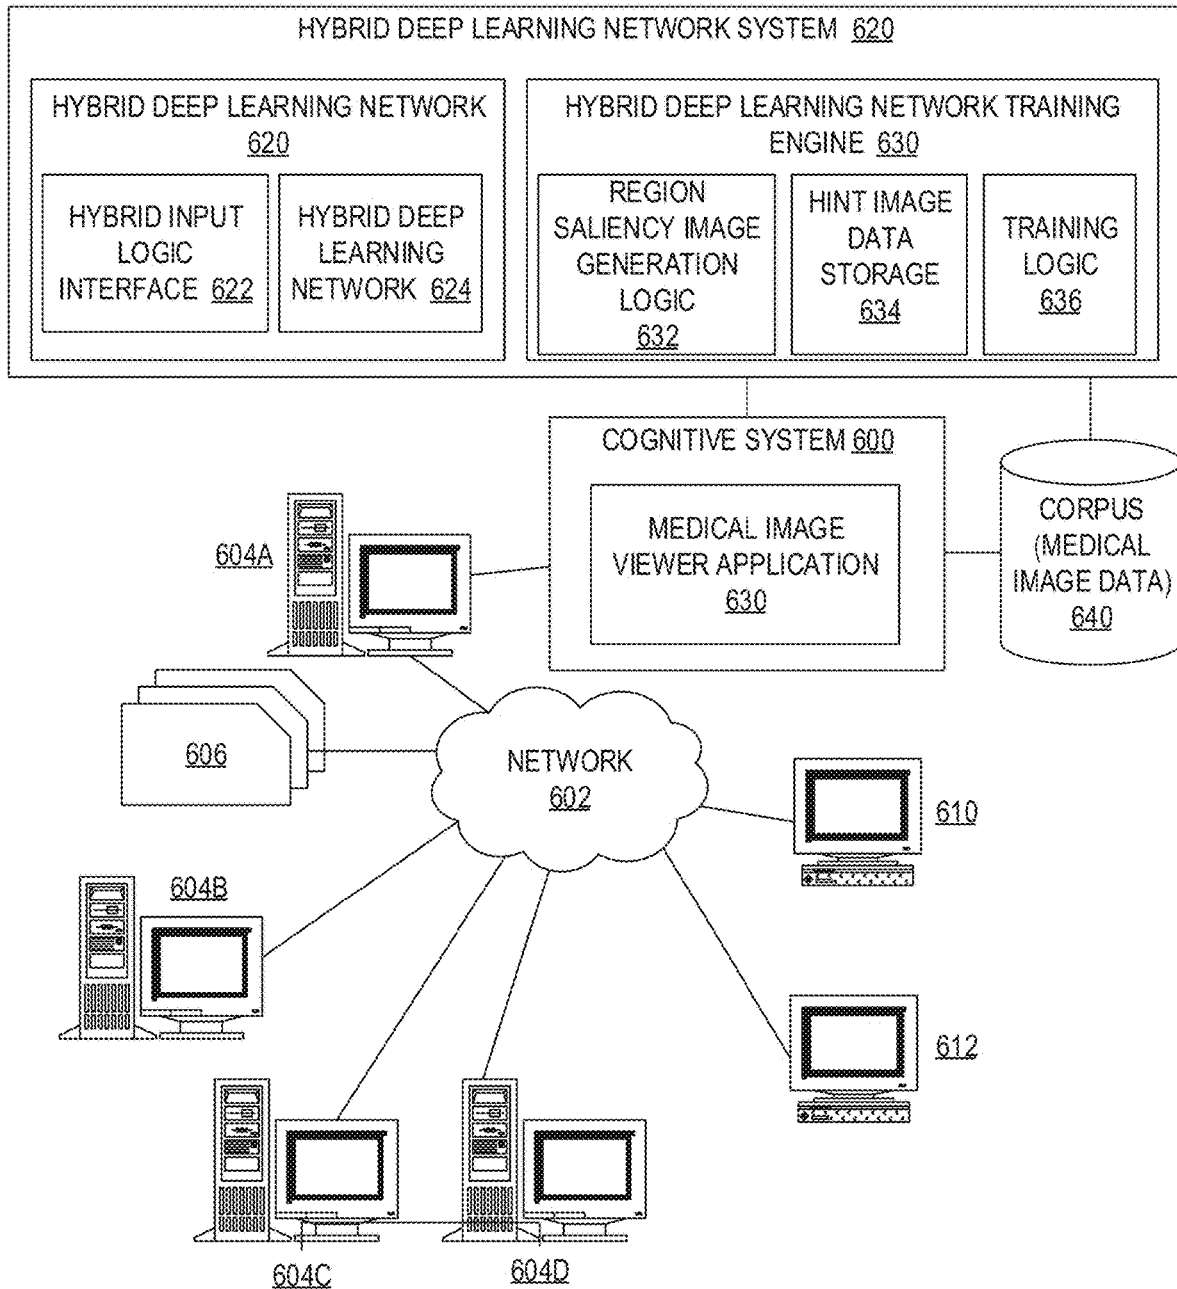 HYBRID DEEP LEARNING NETWORK SYSTEM 620
HYBRID DEEP LEARNING NETWORK
620
HYBRID INPUT
LOGIC
INTERFACE 622
HYBRID DEEP
LEARNING
NETWORK 624
HYBRID DEEP LEARNING NETWORK TRAINING
ENGINE 630
REGION
SALIENCY IMAGE
GENERATION
LOGIC
632
HINT IMAGE
DATA
STORAGE
634
TRAINING
LOGIC
636
COGNITIVE SYSTEM 600
MEDICAL IMAGE
VIEWER APPLICATION
630
CORPUS
(MEDICAL
IMAGE DATA)
640
604A
606
NETWORK
602
610
604B
612
604C
604D